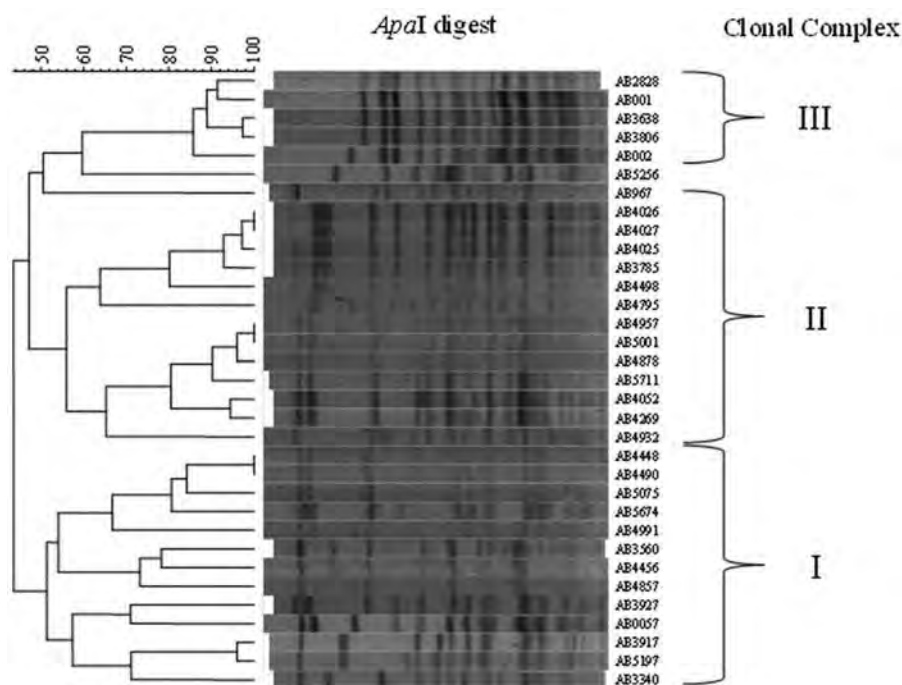 ApaI digest
Clonal Complex
50 60 70 80 90 100
AB2828
AB001
AB3638
AB3806
AB002
AB5256
AB967
AB4026
AB4027
AB4025
AB3785
AB4498
AB4795
AB4957
AB5001
AB4878
AB5711
AB4052
AB4269
AB4932
AB4448
AB4490
AB5075
AB5674
AB4991
AB3560
AB4456
AB4857
AB3927
AB0057
AB3917
AB5197
AB3340
III
II
I